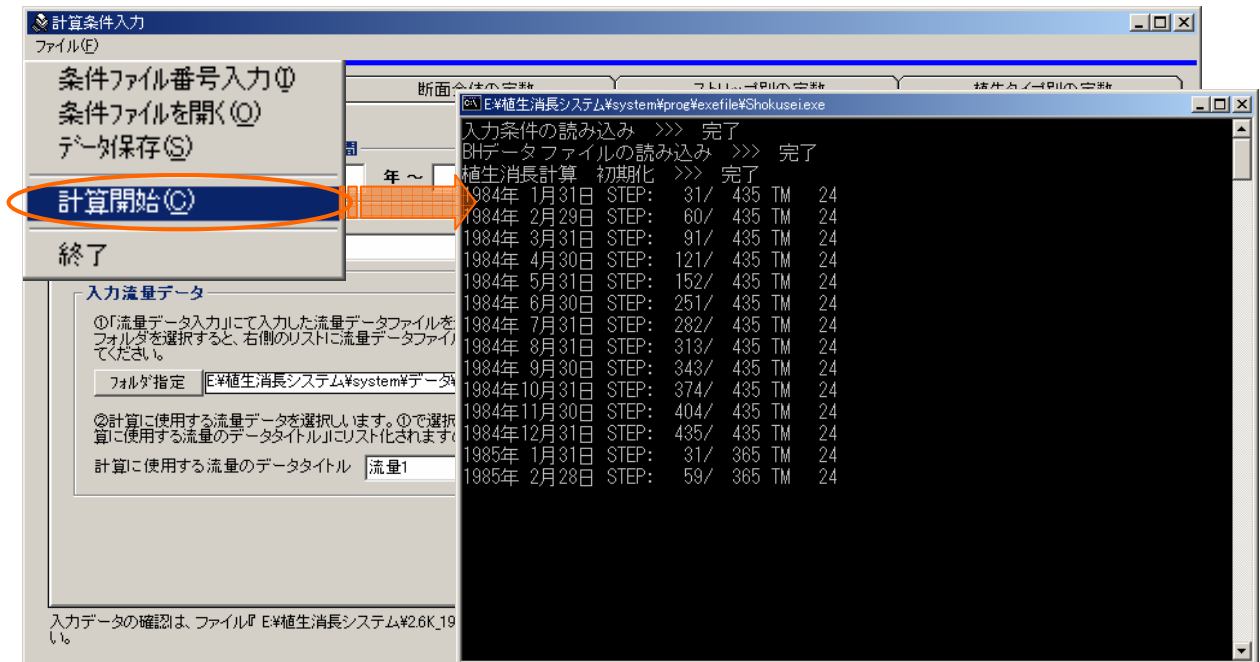 計算条件入力
ファイル(F)
条件ファイル番号入力(I)
条件ファイルを開く(O)
データ保存(S)
計算開始(C)
終了
断面全体の定数
ストリップ別の定数
植生タイプ別の定数
間
年 ~
入力流量データ
①「流量データ入力」にて入力した流量データファイルを
フォルダを選択すると、右側のリストに流量データファイ
てください。
フォルダ指定 E:¥植生消長システム¥system¥データ¥
②計算に使用する流量データを選択しいます。①で選択
算に使用する流量のデータタイトル」にリスト化されます
計算に使用する流量のデータタイトル 流量1
入力データの確認は、ファイル『 E:¥植生消長システム¥2.6K_19
い。
E:¥植生消長システム¥system¥prog¥exefile¥Shokusei.exe
入力条件の読み込み >>> 完了
BHデータファイルの読み込み >>> 完了
植生消長計算 初期化 >>> 完了
1984年 1月31日 STEP: 31/ 435 TM 24
1984年 2月29日 STEP: 60/ 435 TM 24
1984年 3月31日 STEP: 91/ 435 TM 24
1984年 4月30日 STEP: 121/ 435 TM 24
1984年 5月31日 STEP: 152/ 435 TM 24
1984年 6月30日 STEP: 251/ 435 TM 24
1984年 7月31日 STEP: 282/ 435 TM 24
1984年 8月31日 STEP: 313/ 435 TM 24
1984年 9月30日 STEP: 343/ 435 TM 24
1984年10月31日 STEP: 374/ 435 TM 24
1984年11月30日 STEP: 404/ 435 TM 24
1984年12月31日 STEP: 435/ 435 TM 24
1985年 1月31日 STEP: 31/ 365 TM 24
1985年 2月28日 STEP: 59/ 365 TM 24